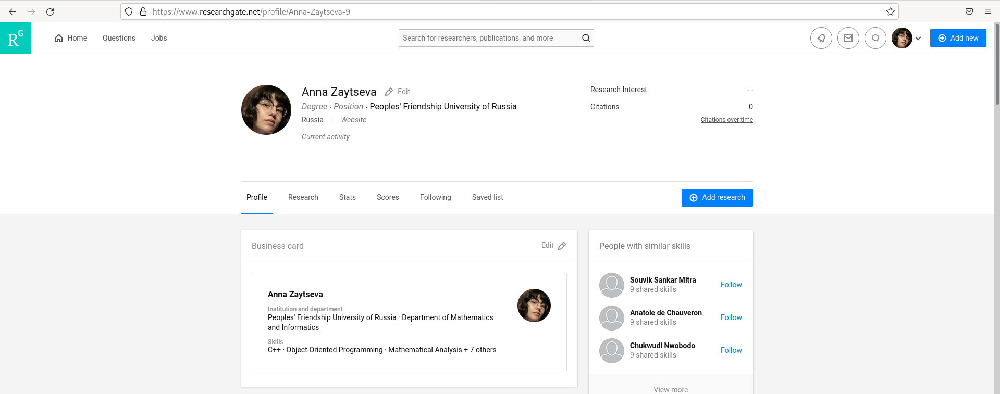 https://www.researchgate.net/profile/Anna-Zaytseva-9
RG
Home Questions Jobs
Search for researchers, publications, and more
Add new
Anna Zaytseva Edit
Degree · Position · Peoples' Friendship University of Russia
Russia | Website
Current activity
Research Interest - -
Citations 0
Citations over time
Profile Research Stats Scores Following Saved list
Add research
Business card Edit
Anna Zaytseva
Institution and department
Peoples' Friendship University of Russia · Department of Mathematics
and Informatics
Skills
C++ · Object-Oriented Programming · Mathematical Analysis + 7 others
People with similar skills
Souvik Sankar Mitra
9 shared skills
Follow
Anatole de Chauveron
9 shared skills
Follow
Chukwudi Nwobodo
9 shared skills
Follow
View more